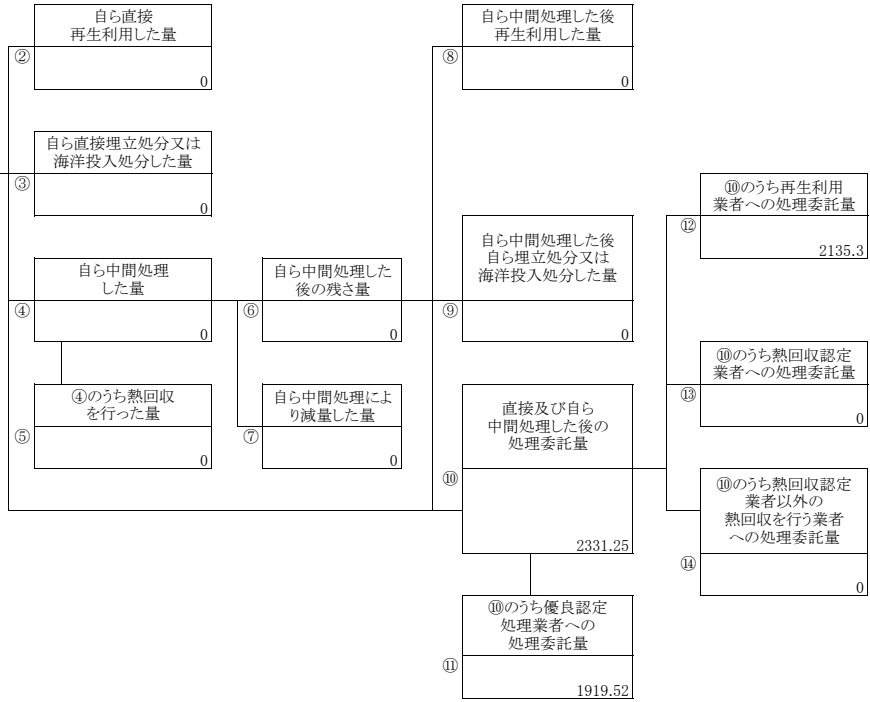 自ら直接
再生利用した量
②
0
自ら直接埋立処分又は
海洋投入処分した量
③
0
自ら中間処理
した量
④
0
④のうち熱回収
を行った量
⑤
0
自ら中間処理した
後の残さ量
⑥
0
自ら中間処理によ
り減量した量
⑦
0
自ら中間処理した後
再生利用した量
⑧
0
自ら中間処理した後
自ら埋立処分又は
海洋投入処分した量
⑨
0
直接及び自ら
中間処理した後の
処理委託量
⑩
2331.25
⑩のうち優良認定
処理業者への
処理委託量
⑪
1919.52
⑩のうち再生利用
業者への処理委託量
⑫
2135.3
⑩のうち熱回収認定
業者への処理委託量
⑬
0
⑩のうち熱回収認定
業者以外の
熱回収を行う業者
への処理委託量
⑭
0